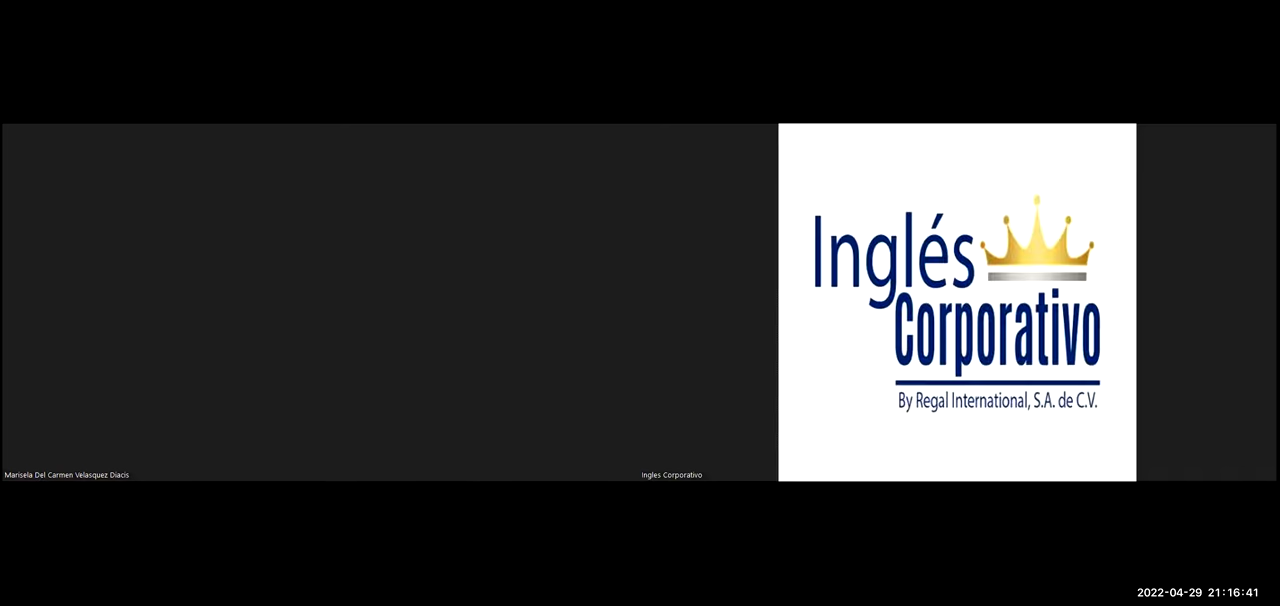 Inglés
Corporativo
By Regal International, S.A. de C.V.
Marisela Del Carmen Velasquez Diacis
Ingles Corporativo
2022-04-29 21:16:41